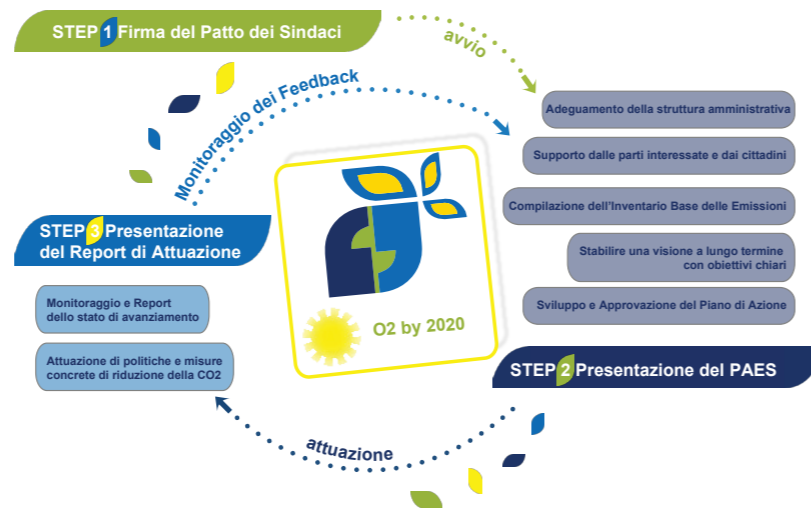 STEP 1 Firma del Patto dei Sindaci
avvio
Monitoraggio dei Feedback
Adeguamento della struttura amministrativa
Supporto dalle parti interessate e dai cittadini
Compilazione dell'Inventario Base delle Emissioni
Stabilire una visione a lungo termine
con obiettivi chiari
Sviluppo e Approvazione del Piano di Azione
STEP 2 Presentazione del PAES
attuazione
STEP 3 Presentazione
del Report di Attuazione
Monitoraggio e Report
dello stato di avanziamento
Attuazione di politiche e misure
concrete di riduzione della CO2
O2 by 2020